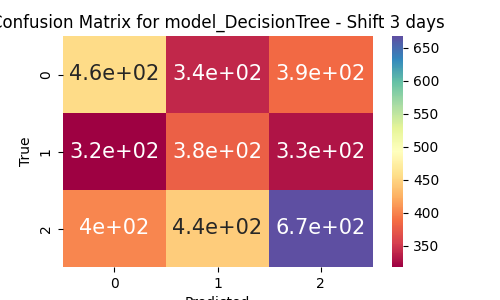 Confusion Matrix for model_DecisionTree - Shift 3 days
True
0
4.6e+02 3.4e+02 3.9e+02
1
3.2e+02 3.8e+02 3.3e+02
2
4e+02 4.4e+02 6.7e+02
0 1 2
Predicted
650
600
550
500
450
400
350